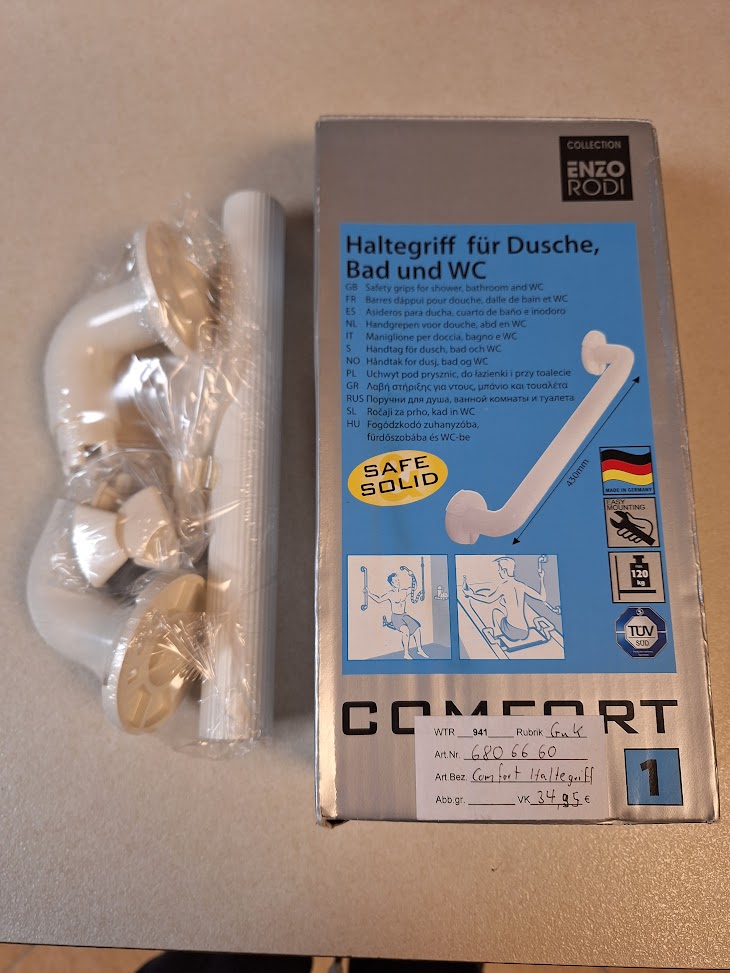 COLLECTION
ENZO
RODI
Haltegriff für Dusche,
Bad und WC
GB Safety grips for shower, bathroom and WC
FR Barres dáppui pour douche, dalle de bain et WC
ES Asideros para ducha, cuarto de baño e inodoro
NL Handgrepen voor douche, abd en WC
IT Maniglione per doccia, bagno e WC
S Handtag för dusch, bad och WC
NO Håndtak for dusj, bad og WC
PL Uchwyt pod prysznic, do łazienki i przy toalecie
GR Λαβή στήριξης για ντους, μπάνιο και τουαλέτα
RUS Поручни для душа, ванной комнаты и туалета
SL Ročaji za prho, kad in WC
HU Fogódzkodó zuhanyzóba,
fürdőszobába és WC-be
SAFE
&
SOLID
430mm
MADE IN GERMANY
EASY
MOUNTING
120
kg
TÜV
SÜD
COMFORT
1
WTR 941 Rubrik GuK
Art.Nr. 6806660
Art.Bez. Comfort Haltegriff
Abb.gr. VK 34,95 €